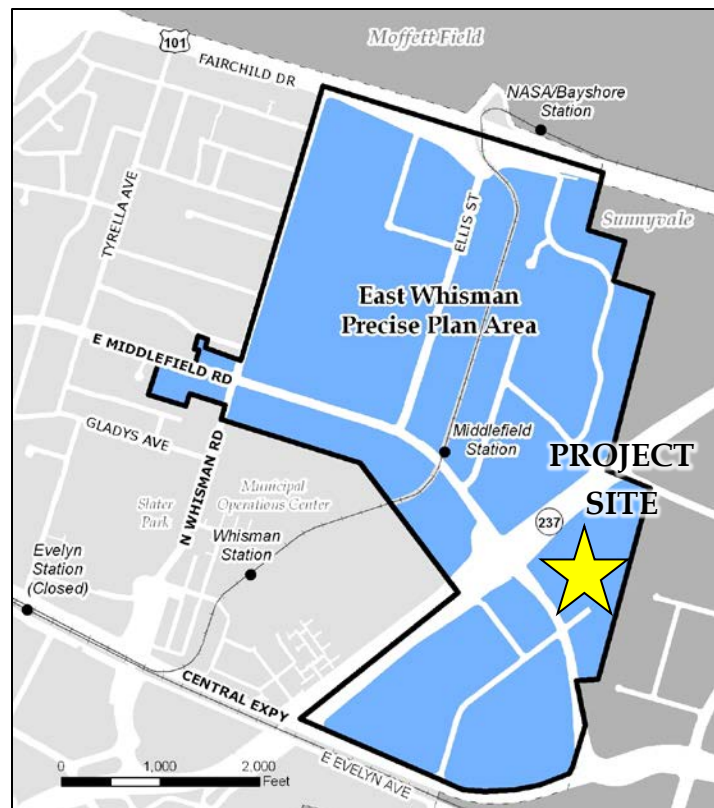 Moffett Field
101
FAIRCHILD DR
NASA/Bayshore
Station
TYRELLA AVE
ELLIS ST
Sunnyvale
East Whisman
Precise Plan Area
E MIDDLEFIELD RD
GLADYS AVE
N WHISMAN RD
Middlefield
Station
PROJECT
SITE
237
Slater
Park
Municipal
Operations Center
Whisman
Station
Evelyn
Station
(Closed)
CENTRAL EXPY
E EVELYN AVE
0 1,000 2,000
Feet